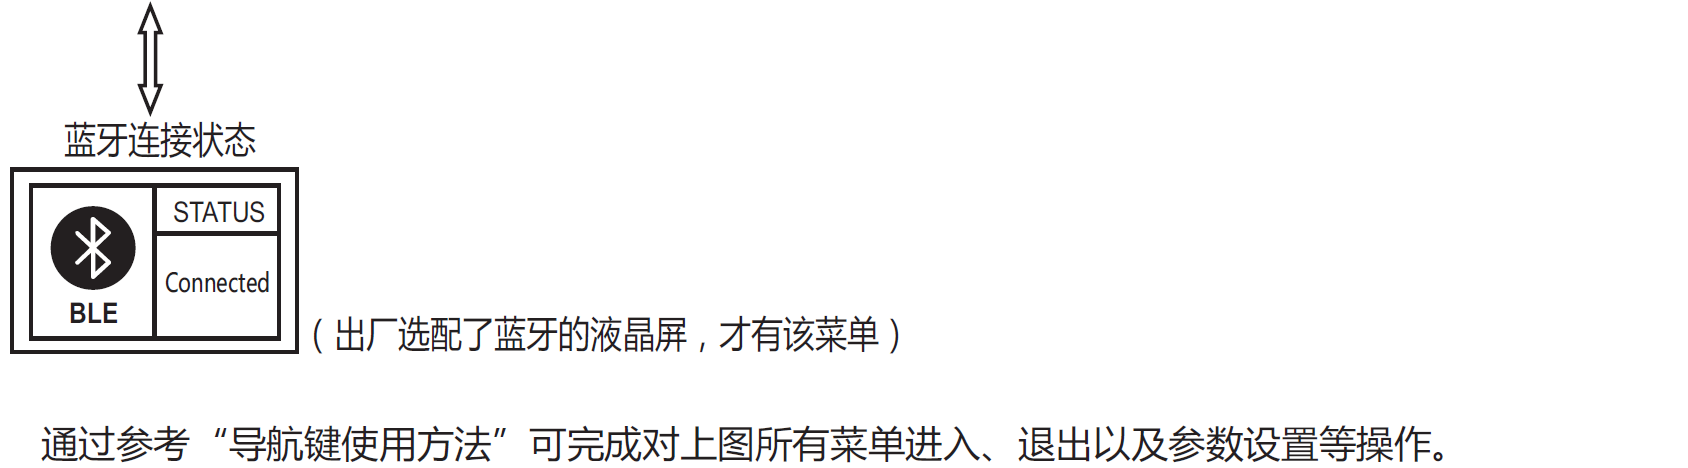 蓝牙连接状态
STATUS
Connected
BLE
（出厂选配了蓝牙的液晶屏，才有该菜单）
通过参考“导航键使用方法”可完成对上图所有菜单进入、退出以及参数设置等操作。